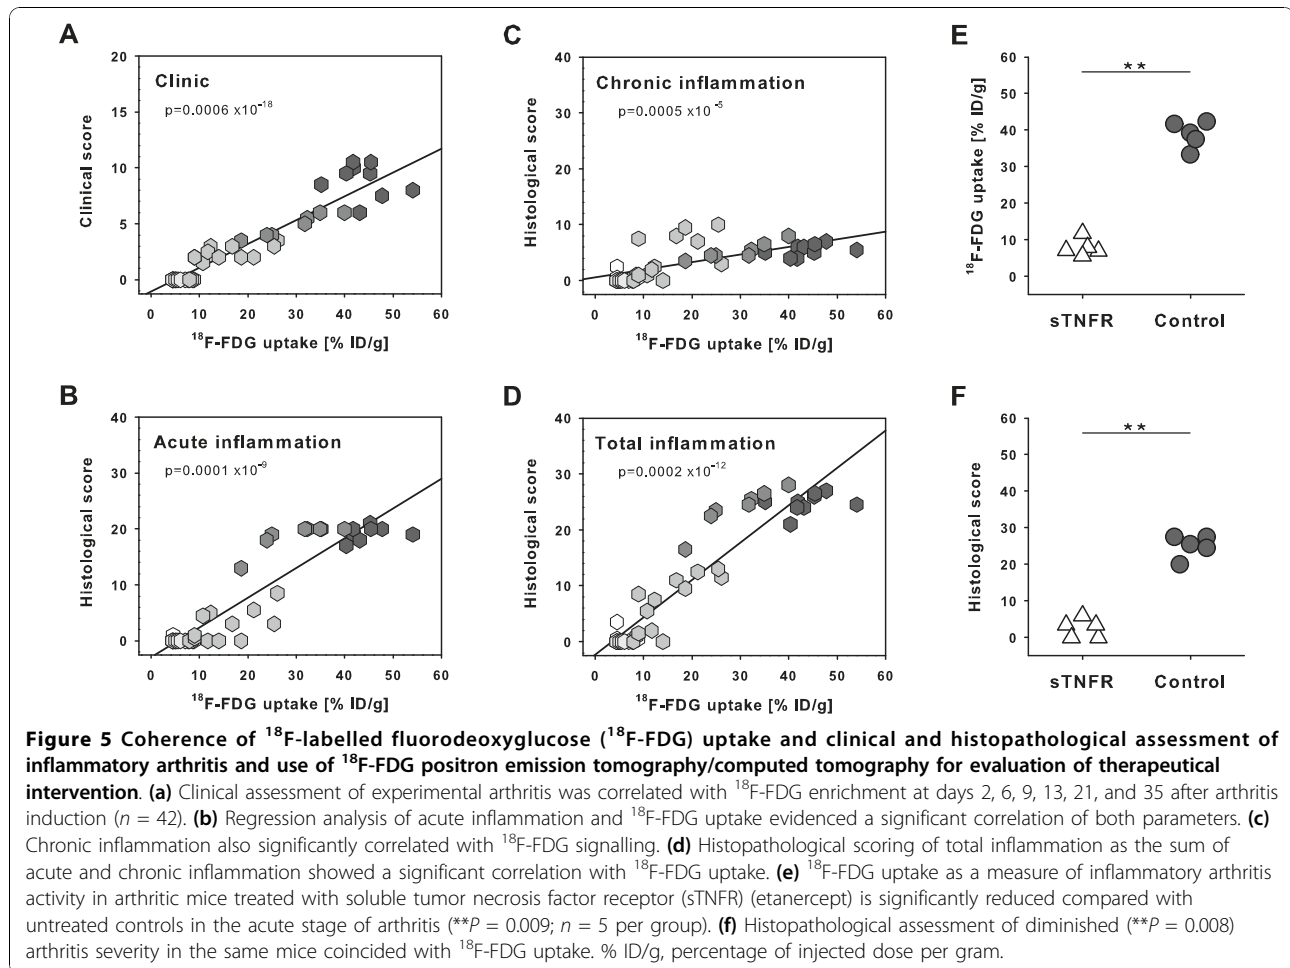 A
20
15
10
5
0
Clinical score
Clinic
p=0.0006 x10⁻¹⁸
0 10 20 30 40 50 60
¹⁸F-FDG uptake [% ID/g]
C
40
30
20
10
0
Histological score
Chronic inflammation
p=0.0005 x10⁻⁵
0 10 20 30 40 50 60
¹⁸F-FDG uptake [% ID/g]
E
60
50
40
30
20
10
0
¹⁸F-FDG uptake [% ID/g]
**
sTNFR Control
B
40
30
20
10
0
Histological score
Acute inflammation
p=0.0001 x10⁻⁹
0 10 20 30 40 50 60
¹⁸F-FDG uptake [% ID/g]
D
40
30
20
10
0
Histological score
Total inflammation
p=0.0002 x10⁻¹²
0 10 20 30 40 50 60
¹⁸F-FDG uptake [% ID/g]
F
60
50
40
30
20
10
0
Histological score
**
sTNFR Control
Figure 5 Coherence of ¹⁸F-labelled fluorodeoxyglucose (¹⁸F-FDG) uptake and clinical and histopathological assessment of
inflammatory arthritis and use of ¹⁸F-FDG positron emission tomography/computed tomography for evaluation of therapeutical
intervention. (a) Clinical assessment of experimental arthritis was correlated with ¹⁸F-FDG enrichment at days 2, 6, 9, 13, 21, and 35 after arthritis
induction (n = 42). (b) Regression analysis of acute inflammation and ¹⁸F-FDG uptake evidenced a significant correlation of both parameters. (c)
Chronic inflammation also significantly correlated with ¹⁸F-FDG signalling. (d) Histopathological scoring of total inflammation as the sum of
acute and chronic inflammation showed a significant correlation with ¹⁸F-FDG uptake. (e) ¹⁸F-FDG uptake as a measure of inflammatory arthritis
activity in arthritic mice treated with soluble tumor necrosis factor receptor (sTNFR) (etanercept) is significantly reduced compared with
untreated controls in the acute stage of arthritis (**P = 0.009; n = 5 per group). (f) Histopathological assessment of diminished (**P = 0.008)
arthritis severity in the same mice coincided with ¹⁸F-FDG uptake. % ID/g, percentage of injected dose per gram.